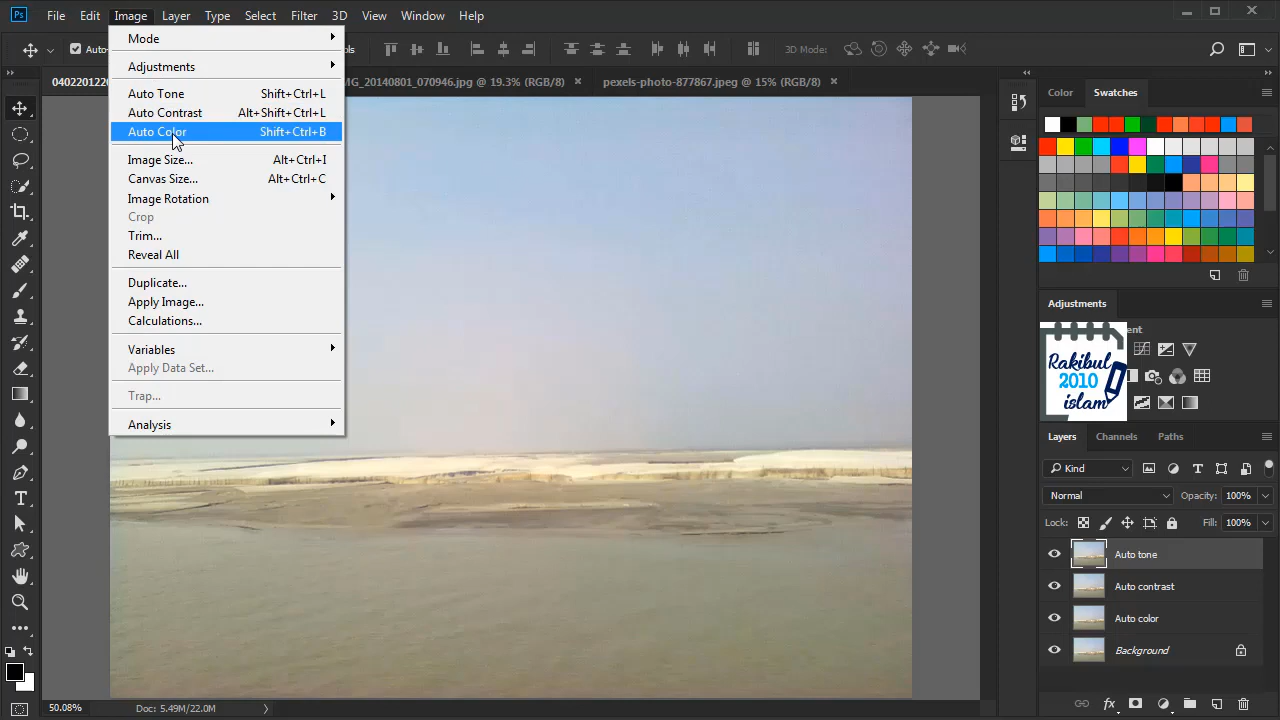 Ps File Edit Image Layer Type Select Filter 3D View Window Help
Auto- ols 3D Mode:
0402201220 MG_20140801_070946.jpg @ 19.3% (RGB/8) × pexels-photo-877867.jpeg @ 15% (RGB/8) ×
Mode
Adjustments
Auto Tone Shift+Ctrl+L
Auto Contrast Alt+Shift+Ctrl+L
Auto Color Shift+Ctrl+B
Image Size... Alt+Ctrl+I
Canvas Size... Alt+Ctrl+C
Image Rotation
Crop
Trim...
Reveal All
Duplicate...
Apply Image...
Calculations...
Variables
Apply Data Set...
Trap...
Analysis
Color Swatches
Adjustments
ent
Rakibul
2010
islam
Layers Channels Paths
Kind
Normal Opacity: 100%
Lock: Fill: 100%
Auto tone
Auto contrast
Auto color
Background
50.08% Doc: 5.49M/22.0M